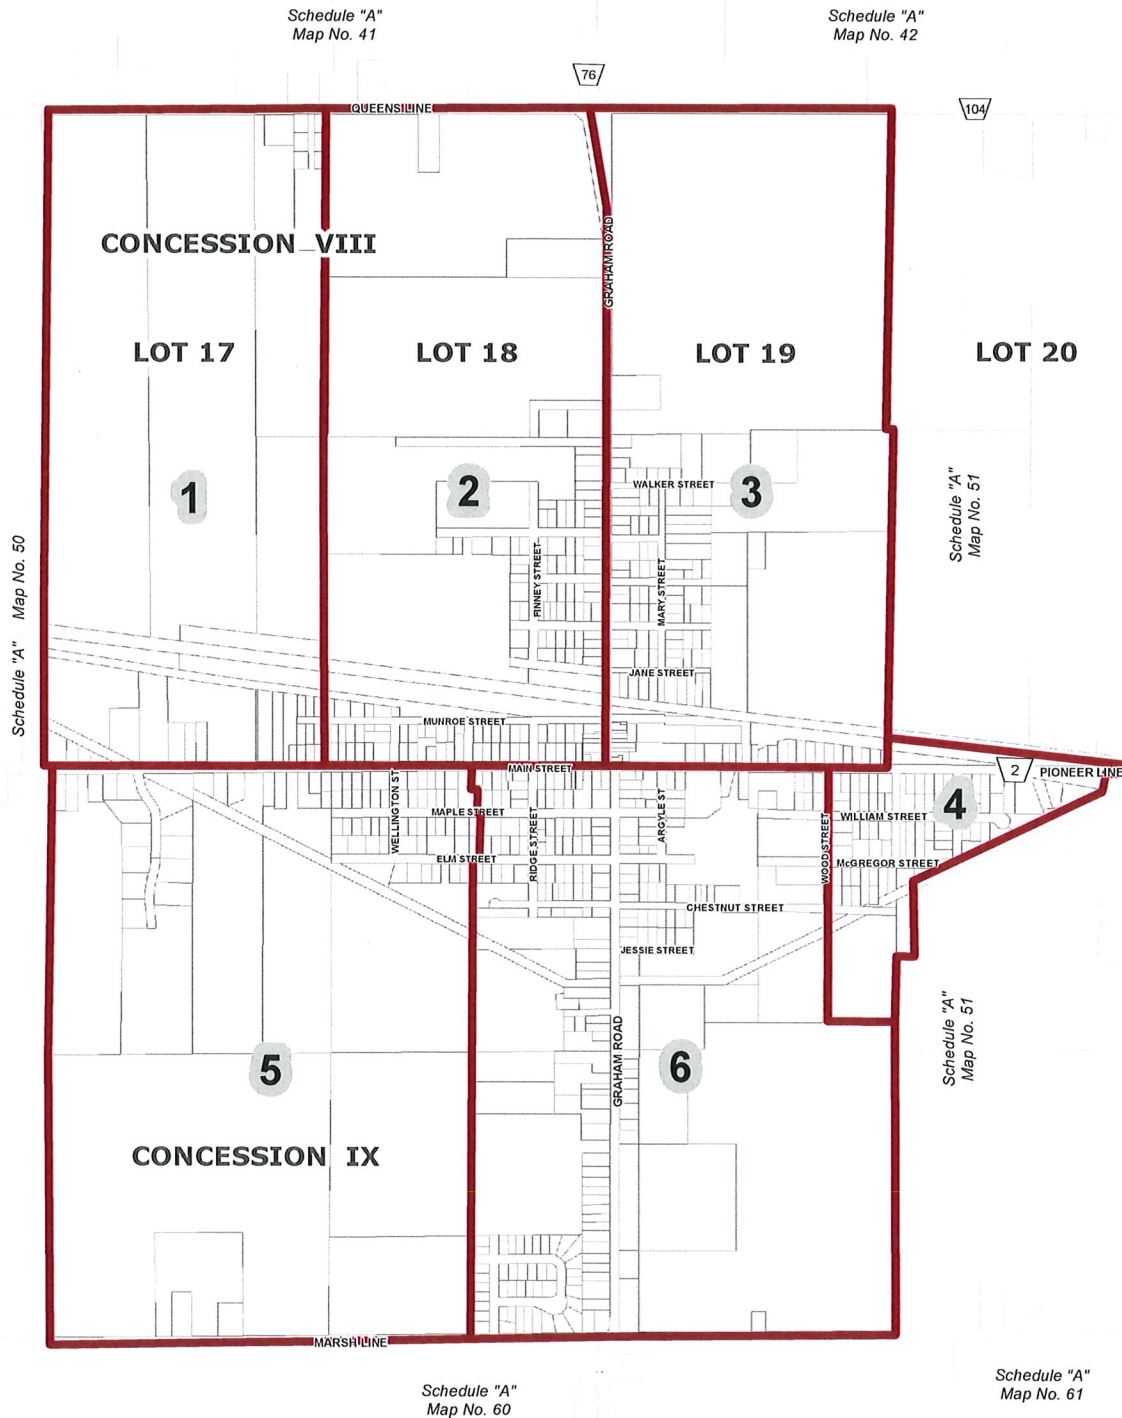 Schedule "A"
Map No. 41
Schedule "A"
Map No. 42
76
104
QUEENS LINE
CONCESSION VIII
GRAHAM ROAD
LOT 17
LOT 18
LOT 19
LOT 20
1
2
3
WALKER STREET
Schedule "A"
Map No. 51
Schedule "A" Map No. 50
FINNEY STREET
MARY STREET
JANE STREET
MUNROE STREET
MAIN STREET
2
PIONEER LINE
WELLINGTON ST
MAPLE STREET
RIDGE STREET
ARGYLE ST
WOOD STREET
4
WILLIAM STREET
ELM STREET
McGREGOR STREET
CHESTNUT STREET
JESSIE STREET
Schedule "A"
Map No. 51
GRAHAM ROAD
5
6
CONCESSION IX
MARSH LINE
Schedule "A"
Map No. 60
Schedule "A"
Map No. 61